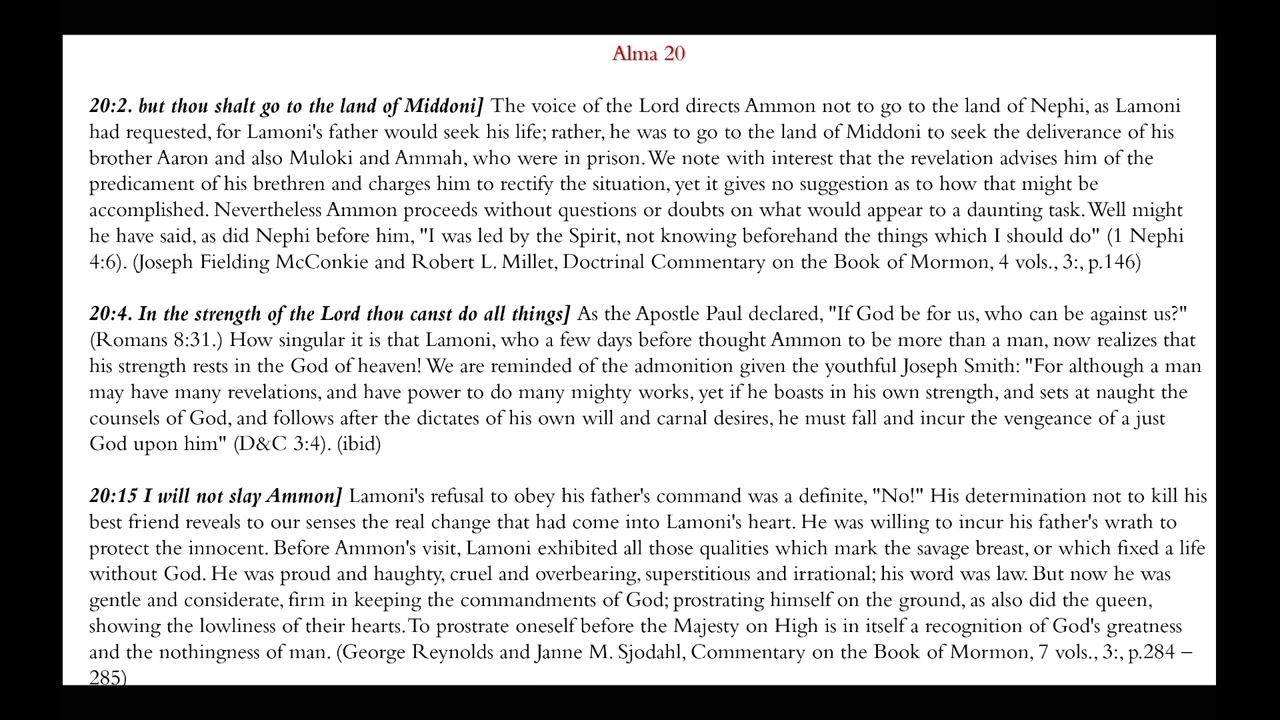 Alma 20
20:2. but thou shalt go to the land of Middoni] The voice of the Lord directs Ammon not to go to the land of Nephi, as Lamoni
had requested, for Lamoni's father would seek his life; rather, he was to go to the land of Middoni to seek the deliverance of his
brother Aaron and also Muloki and Ammah, who were in prison. We note with interest that the revelation advises him of the
predicament of his brethren and charges him to rectify the situation, yet it gives no suggestion as to how that might be
accomplished. Nevertheless Ammon proceeds without questions or doubts on what would appear to a daunting task. Well might
he have said, as did Nephi before him, "I was led by the Spirit, not knowing beforehand the things which I should do" (1 Nephi
4:6). (Joseph Fielding McConkie and Robert L. Millet, Doctrinal Commentary on the Book of Mormon, 4 vols., 3:, p.146)
20:4. In the strength of the Lord thou canst do all things] As the Apostle Paul declared, "If God be for us, who can be against us?"
(Romans 8:31.) How singular it is that Lamoni, who a few days before thought Ammon to be more than a man, now realizes that
his strength rests in the God of heaven! We are reminded of the admonition given the youthful Joseph Smith: "For although a man
may have many revelations, and have power to do many mighty works, yet if he boasts in his own strength, and sets at naught the
counsels of God, and follows after the dictates of his own will and carnal desires, he must fall and incur the vengeance of a just
God upon him" (D&C 3:4). (ibid)
20:15 I will not slay Ammon] Lamoni's refusal to obey his father's command was a definite, "No!" His determination not to kill his
best friend reveals to our senses the real change that had come into Lamoni's heart. He was willing to incur his father's wrath to
protect the innocent. Before Ammon's visit, Lamoni exhibited all those qualities which mark the savage breast, or which fixed a life
without God. He was proud and haughty, cruel and overbearing, superstitious and irrational; his word was law. But now he was
gentle and considerate, firm in keeping the commandments of God; prostrating himself on the ground, as also did the queen,
showing the lowliness of their hearts. To prostrate oneself before the Majesty on High is in itself a recognition of God's greatness
and the nothingness of man. (George Reynolds and Janne M. Sjodahl, Commentary on the Book of Mormon, 7 vols., 3:, p.284 –
285)